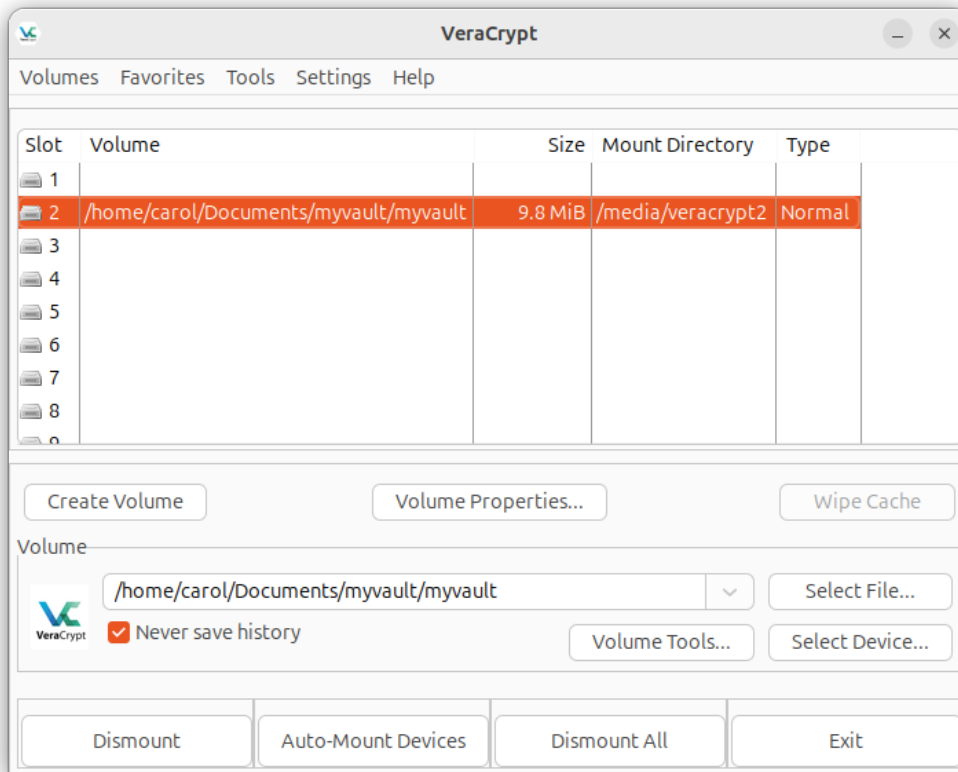 VeraCrypt
Volumes Favorites Tools Settings Help
Slot Volume Size Mount Directory Type
1
2 /home/carol/Documents/myvault/myvault 9.8 MiB /media/veracrypt2 Normal
3
4
5
6
7
8
9
Create Volume Volume Properties... Wipe Cache
Volume
/home/carol/Documents/myvault/myvault Select File...
VeraCrypt Never save history Volume Tools... Select Device...
Dismount Auto-Mount Devices Dismount All Exit